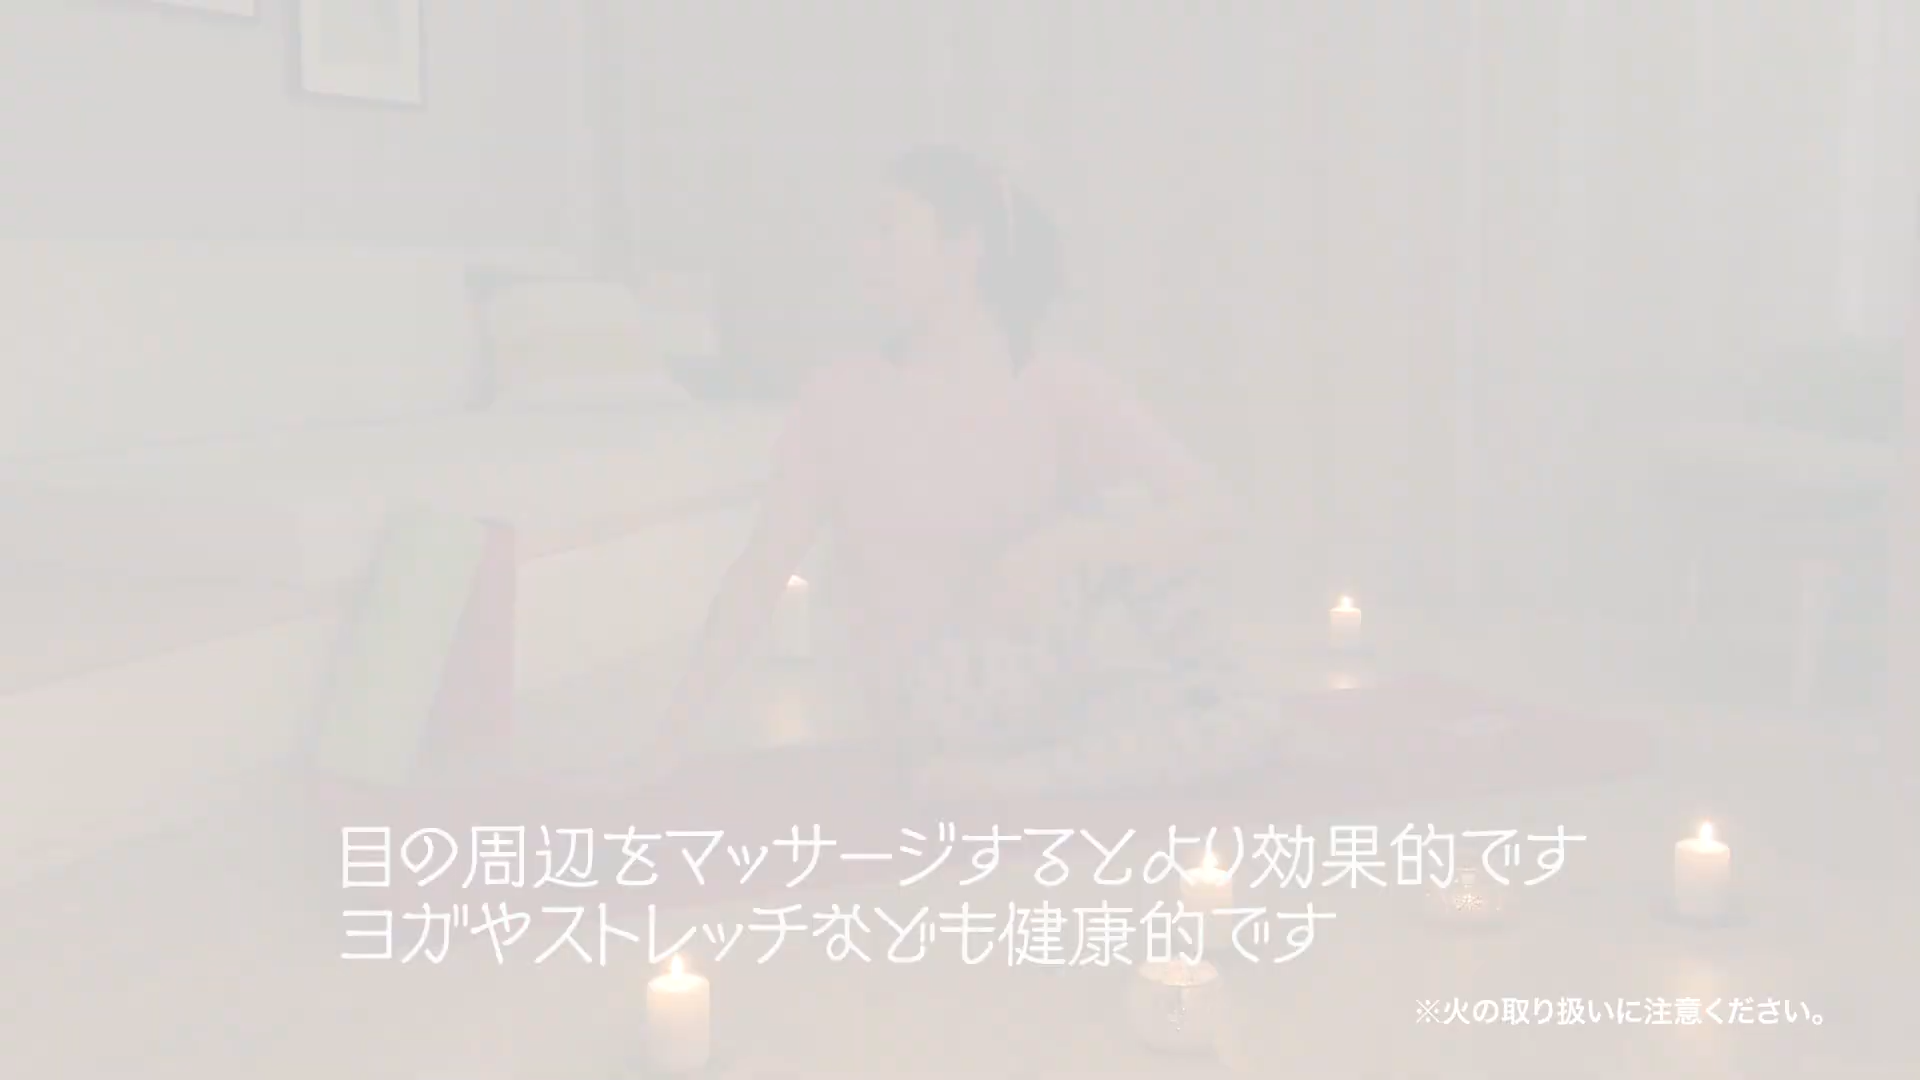 目の周辺をマッサージするとより効果的です
ヨガやストレッチなども健康的です
※火の取り扱いに注意ください。